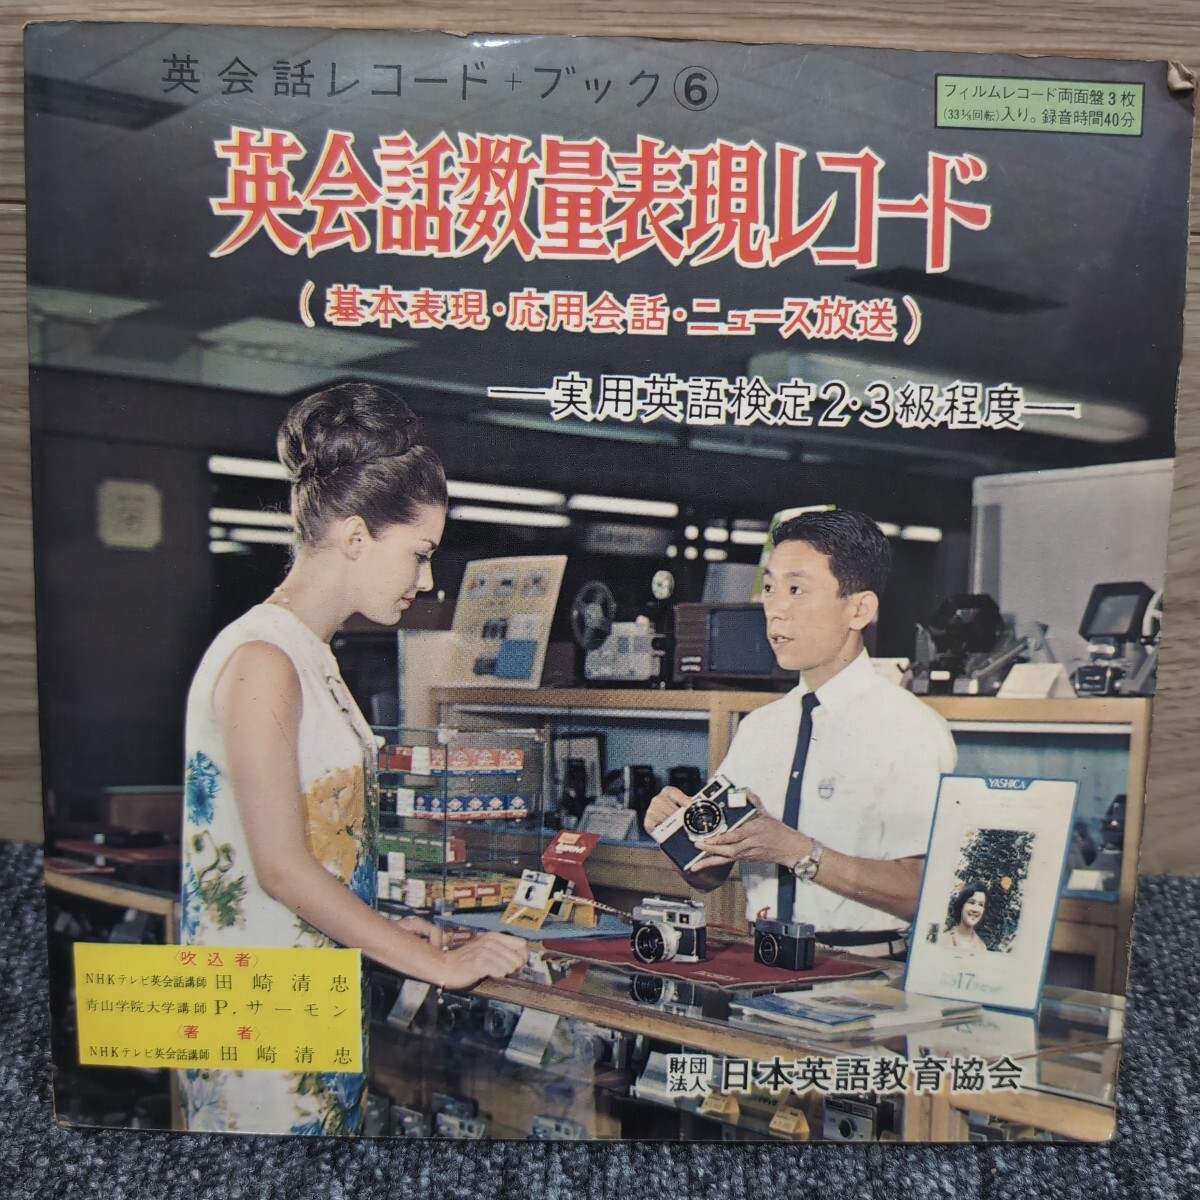 英会話レコード+ブック⑥
フィルムレコード両面盤3枚
(33⅓回転)入り。録音時間40分
英会話数量表現レコード
(基本表現・応用会話・ニュース放送)
―実用英語検定2・3級程度―
YASHICA
17
〈吹込者〉
NHKテレビ英会話講師 田崎清忠
青山学院大学講師 P.サーモン
〈著者〉
NHKテレビ英会話講師 田崎清忠
財団法人 日本英語教育協会